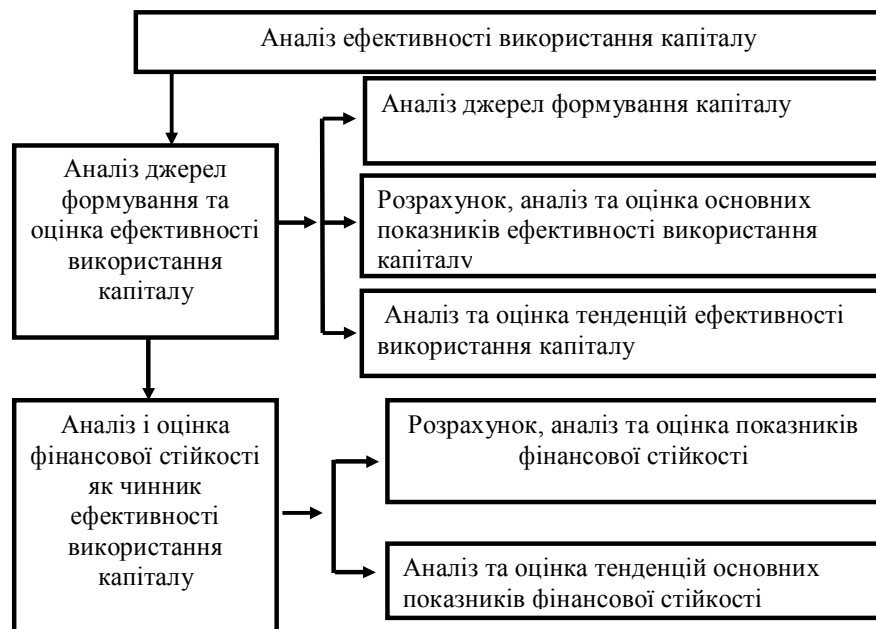 Аналіз ефективності використання капіталу
Аналіз джерел формування капіталу
Аналіз джерел
формування та
оцінка ефективності
використання
капіталу
Розрахунок, аналіз та оцінка основних
показників ефективності використання
капіталу
Аналіз та оцінка тенденцій ефективності
використання капіталу
Аналіз і оцінка
фінансової стійкості
як чинник
ефективності
використання
капіталу
Розрахунок, аналіз та оцінка показників
фінансової стійкості
Аналіз та оцінка тенденцій основних
показників фінансової стійкості